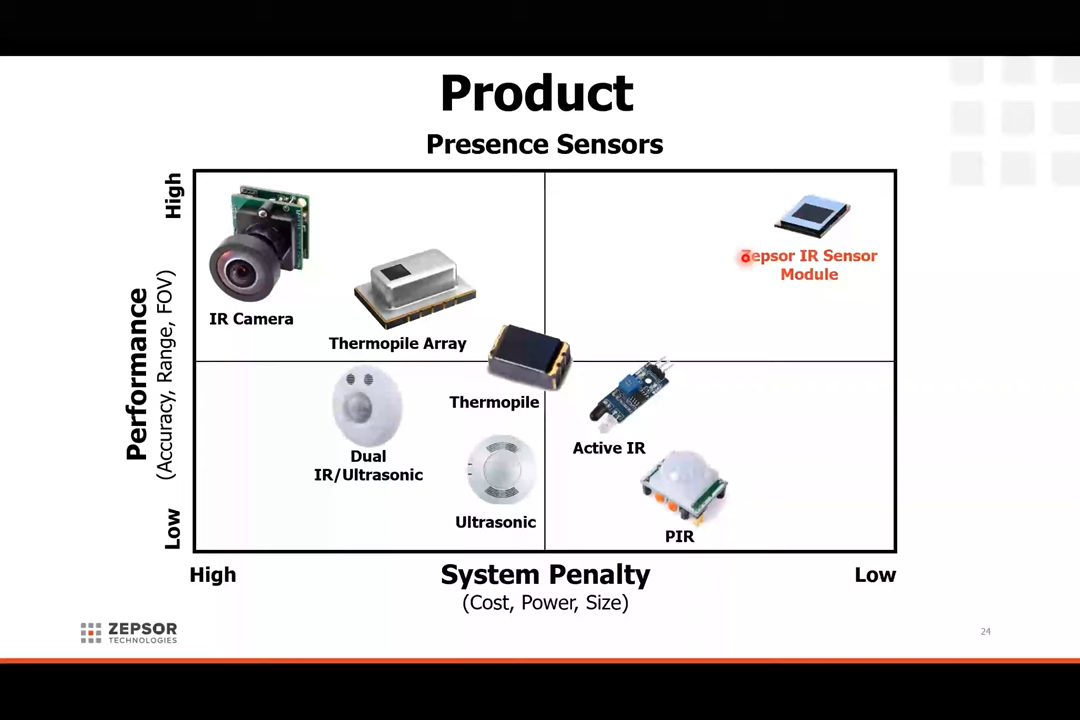 Product
Presence Sensors
High
Performance
(Accuracy, Range, FOV)
Low
IR Camera
Thermopile Array
Zepsor IR Sensor
Module
Thermopile
Dual
IR/Ultrasonic
Active IR
Ultrasonic
PIR
High
System Penalty
Low
(Cost, Power, Size)
ZEPSOR
TECHNOLOGIES
24